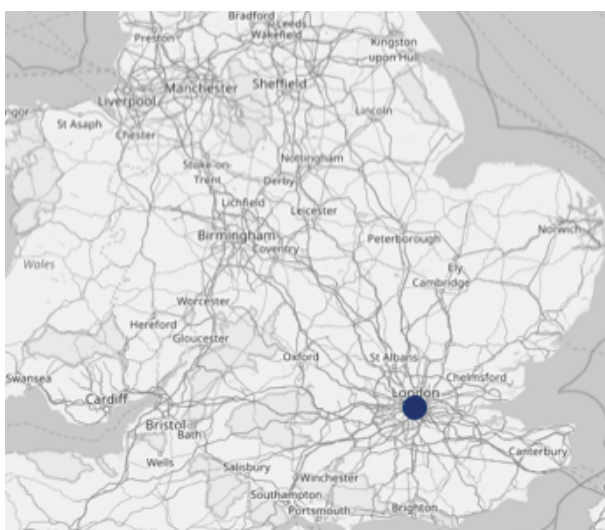 Bradford
Leeds
Preston
Wakefield
Kingston
upon Hull
Manchester
Sheffield
Liverpool
Lincoln
St Asaph
Chester
Stoke-on-
Trent
Nottingham
Derby
Lichfield
Leicester
Norwich
Birmingham
Peterborough
Coventry
Ely
Wales
Cambridge
Worcester
Hereford
Gloucester
Oxford
St Albans
Chelmsford
Swansea
London
Cardiff
Bristol
Bath
Canterbury
Wells
Salisbury
Winchester
Southampton
Portsmouth
Brighton